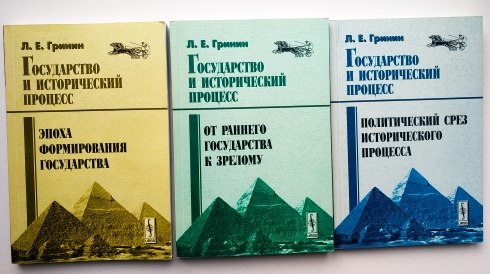 Л. Е. Гринин
Государство
и исторический
процесс
Эпоха
формирования
государства
Л. Е. Гринин
Государство
и исторический
процесс
От раннего
государства
к зрелому
Л. Е. Гринин
Государство
и исторический
процесс
Политический срез
исторического
процесса